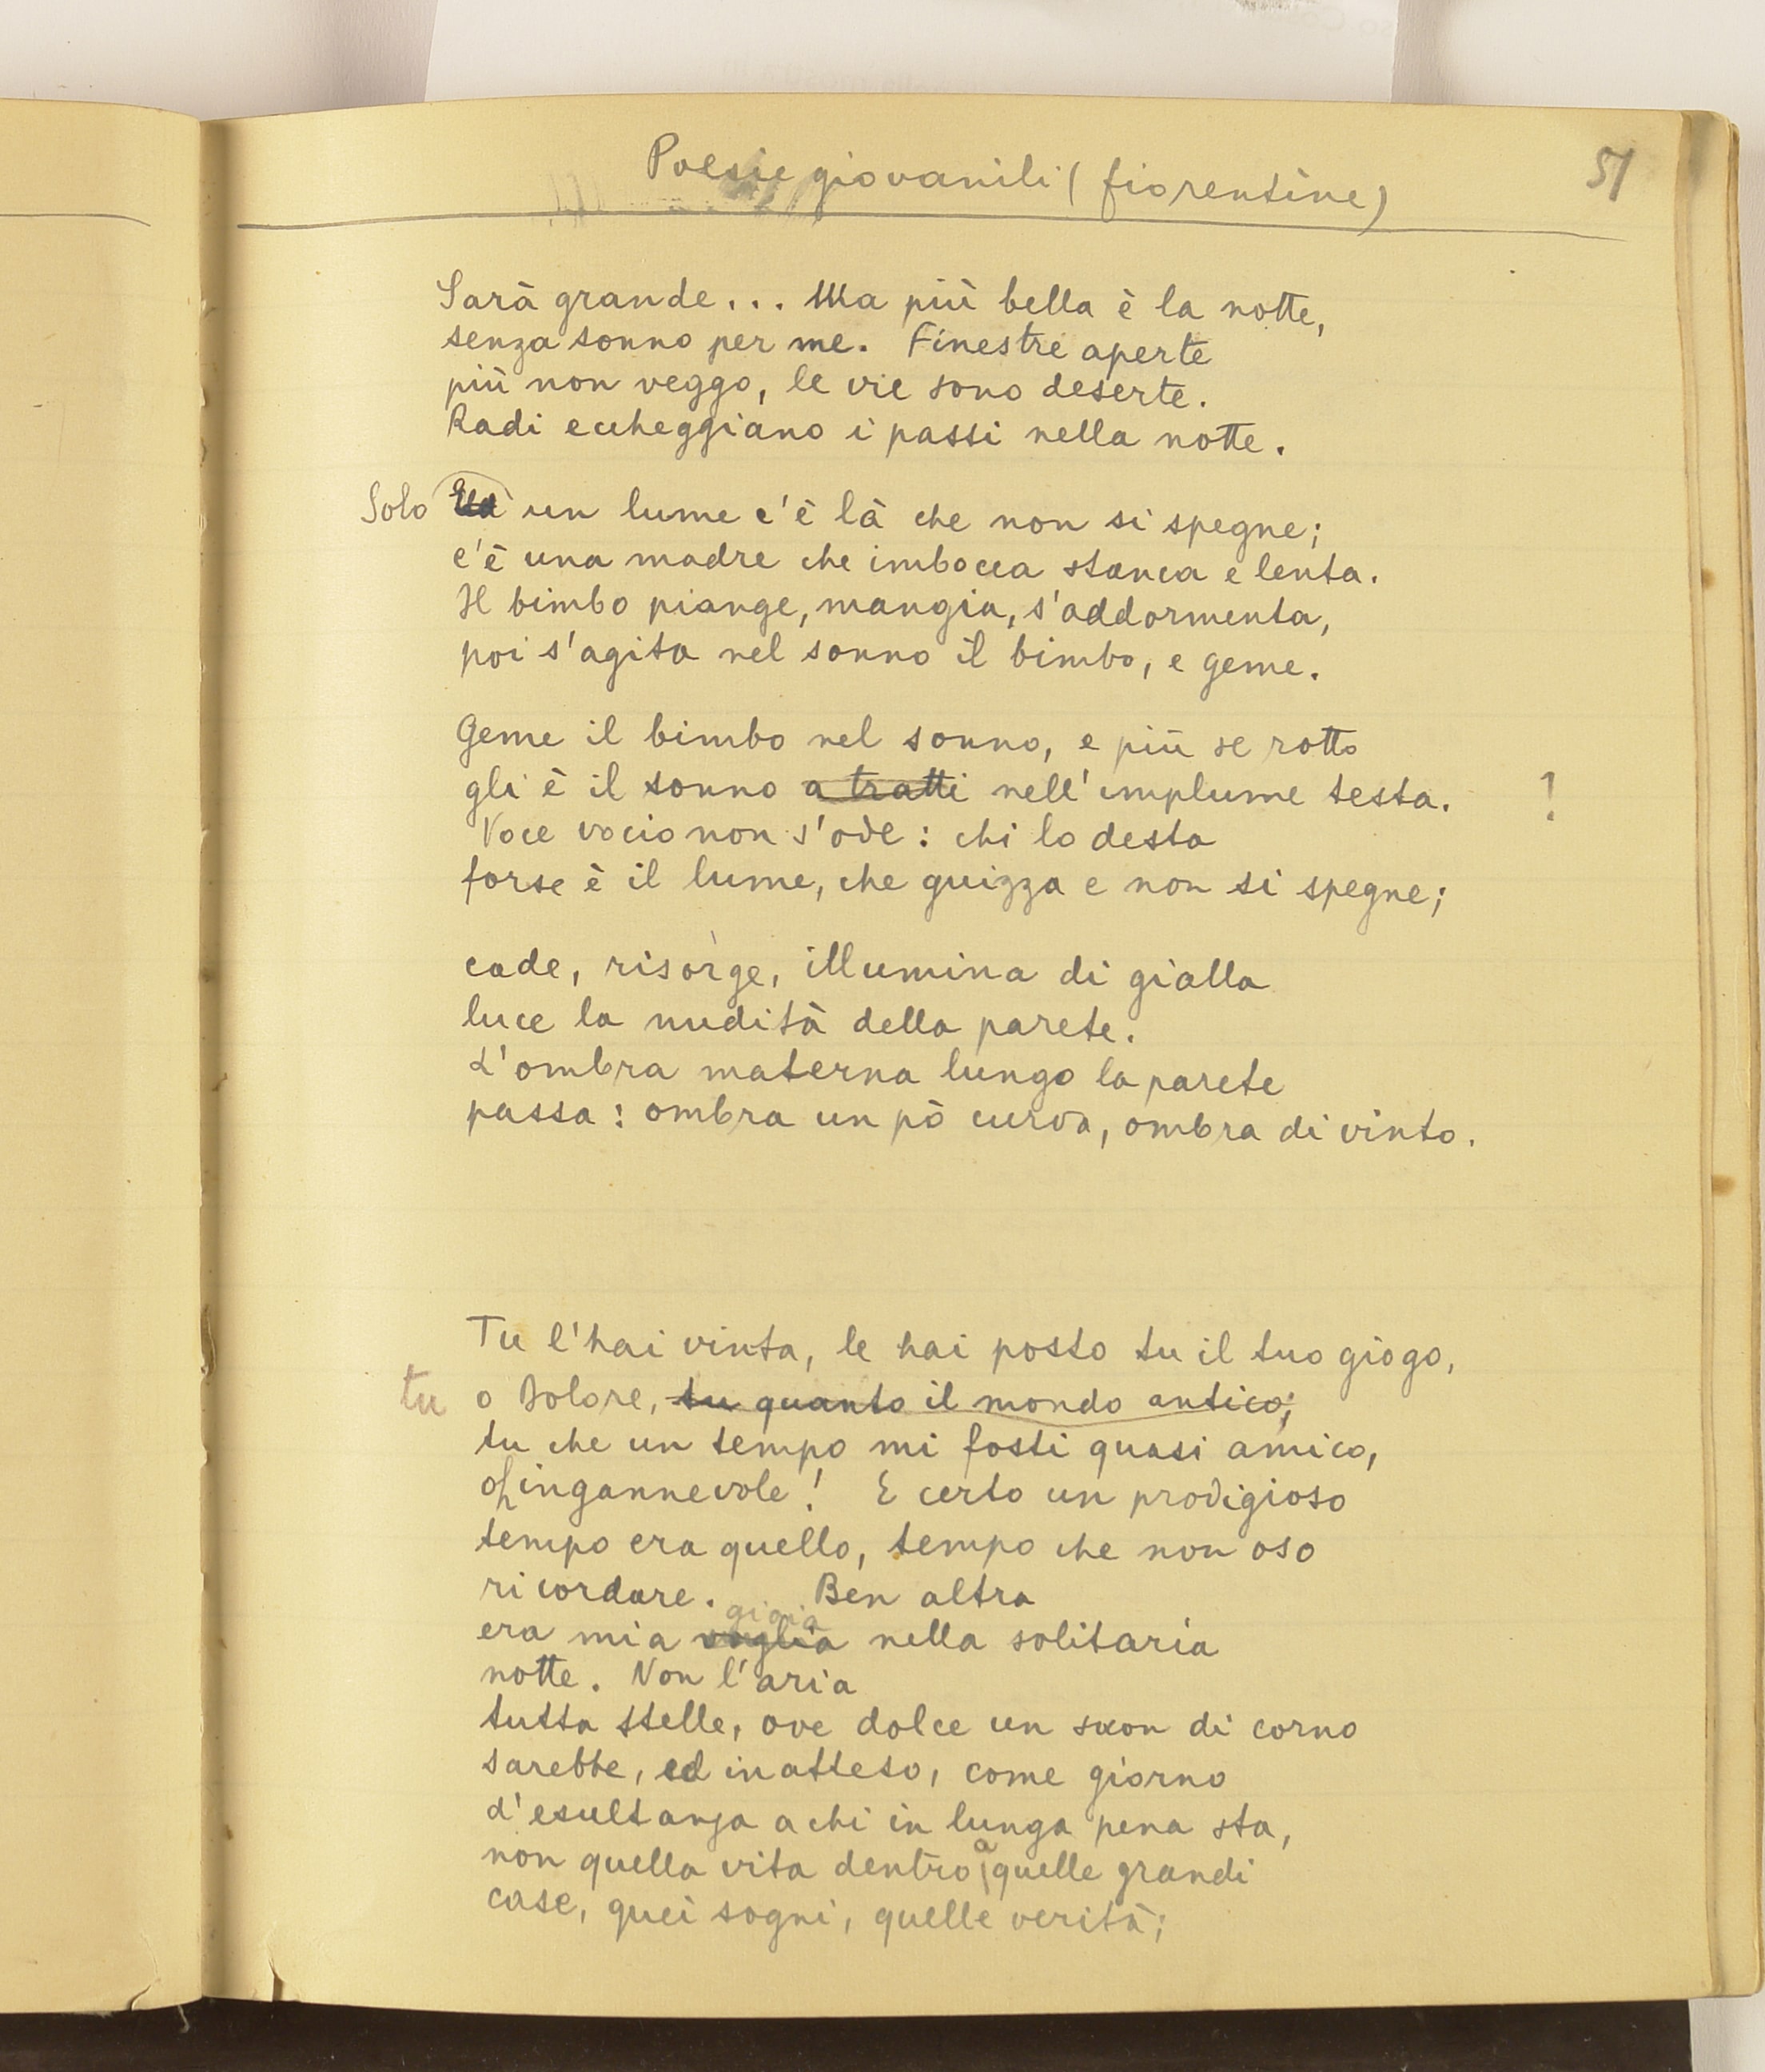 Poesie giovanili (fiorentine)
51
Sarà grande... Ma più bella è la notte,
senza sonno per me. Finestre aperte
più non veggo, le vie sono deserte.
Radi eccheggiano i passi nella notte.
Solo un lume c'è là che non si spegne;
c'è una madre che imbocca stanca e lenta.
Il bimbo piange, mangia, s'addormenta,
poi s'agita nel sonno il bimbo, e geme.
Geme il bimbo nel sonno, e più se rotto
gli è il sonno a tratti nell'implume testa. !
Voce vocio non s'ode: chi lo desta
forse è il lume, che guizza e non si spegne;
cade, risorge, illumina di gialla
luce la nudità della parete.
L'ombra materna lungo la parete
passa: ombra un pò curva, ombra di vinto.
Tu l'hai vinta, le hai posto tu il tuo giogo,
tu o Dolore, tu quanto il mondo antico;
tu che un tempo mi fosti quasi amico,
oh ingannevole! E certo un prodigioso
tempo era quello, tempo che non oso
ricordare. Ben altra
gioia
era mia voglia nella solitaria
notte. Non l'aria
tutta stelle, ove dolce un suon di corno
sarebbe, ed inatteso, come giorno
d'esultanza a chi in lunga pena sta,
non quella vita dentro a quelle grandi
case, quei sogni, quelle verità;